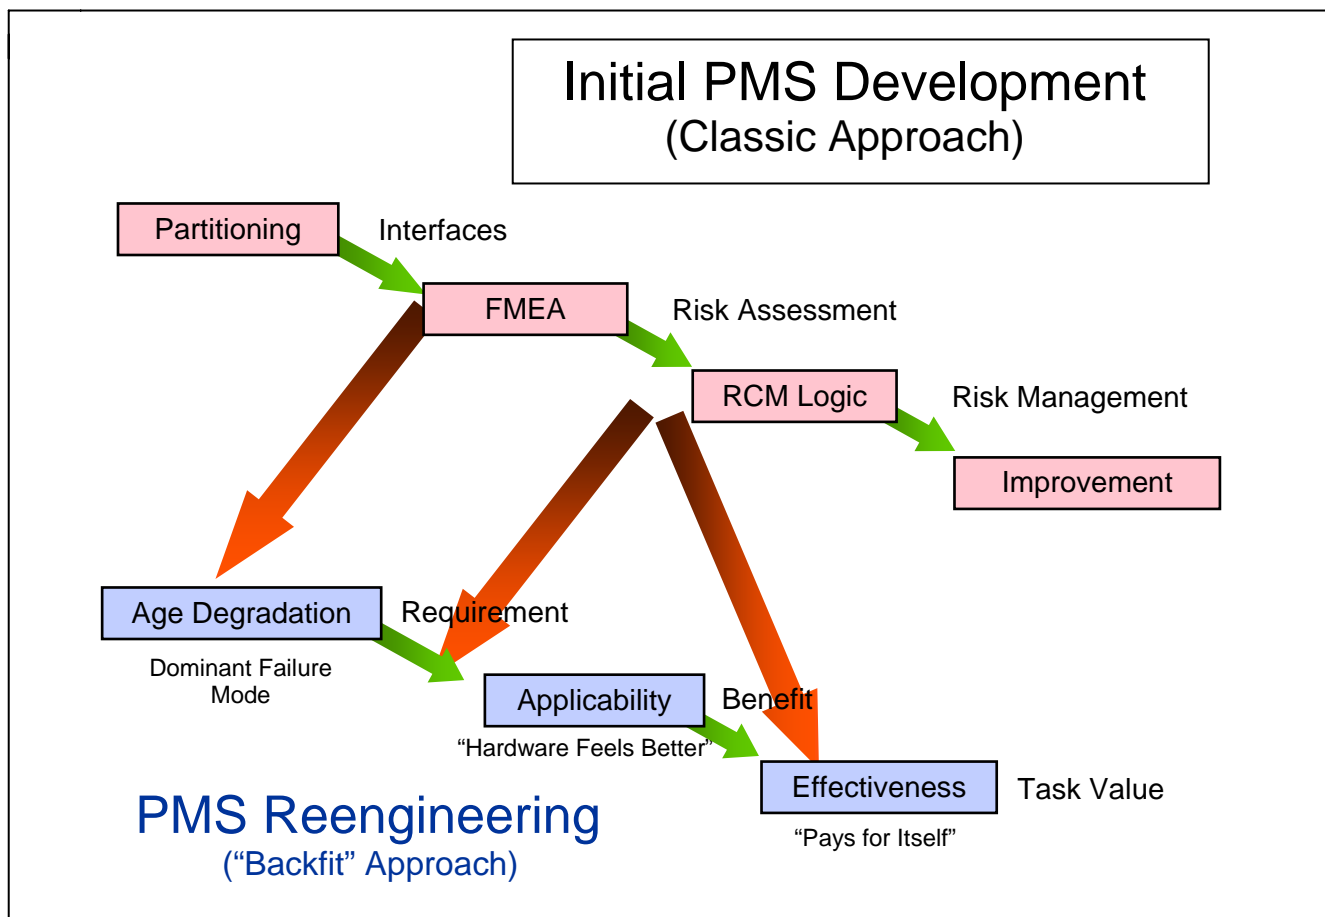 Initial PMS Development
(Classic Approach)
Partitioning
Interfaces
FMEA
Risk Assessment
RCM Logic
Risk Management
Improvement
Age Degradation
Requirement
Dominant Failure
Mode
Applicability
Benefit
“Hardware Feels Better”
Effectiveness
Task Value
“Pays for Itself”
PMS Reengineering
(“Backfit” Approach)